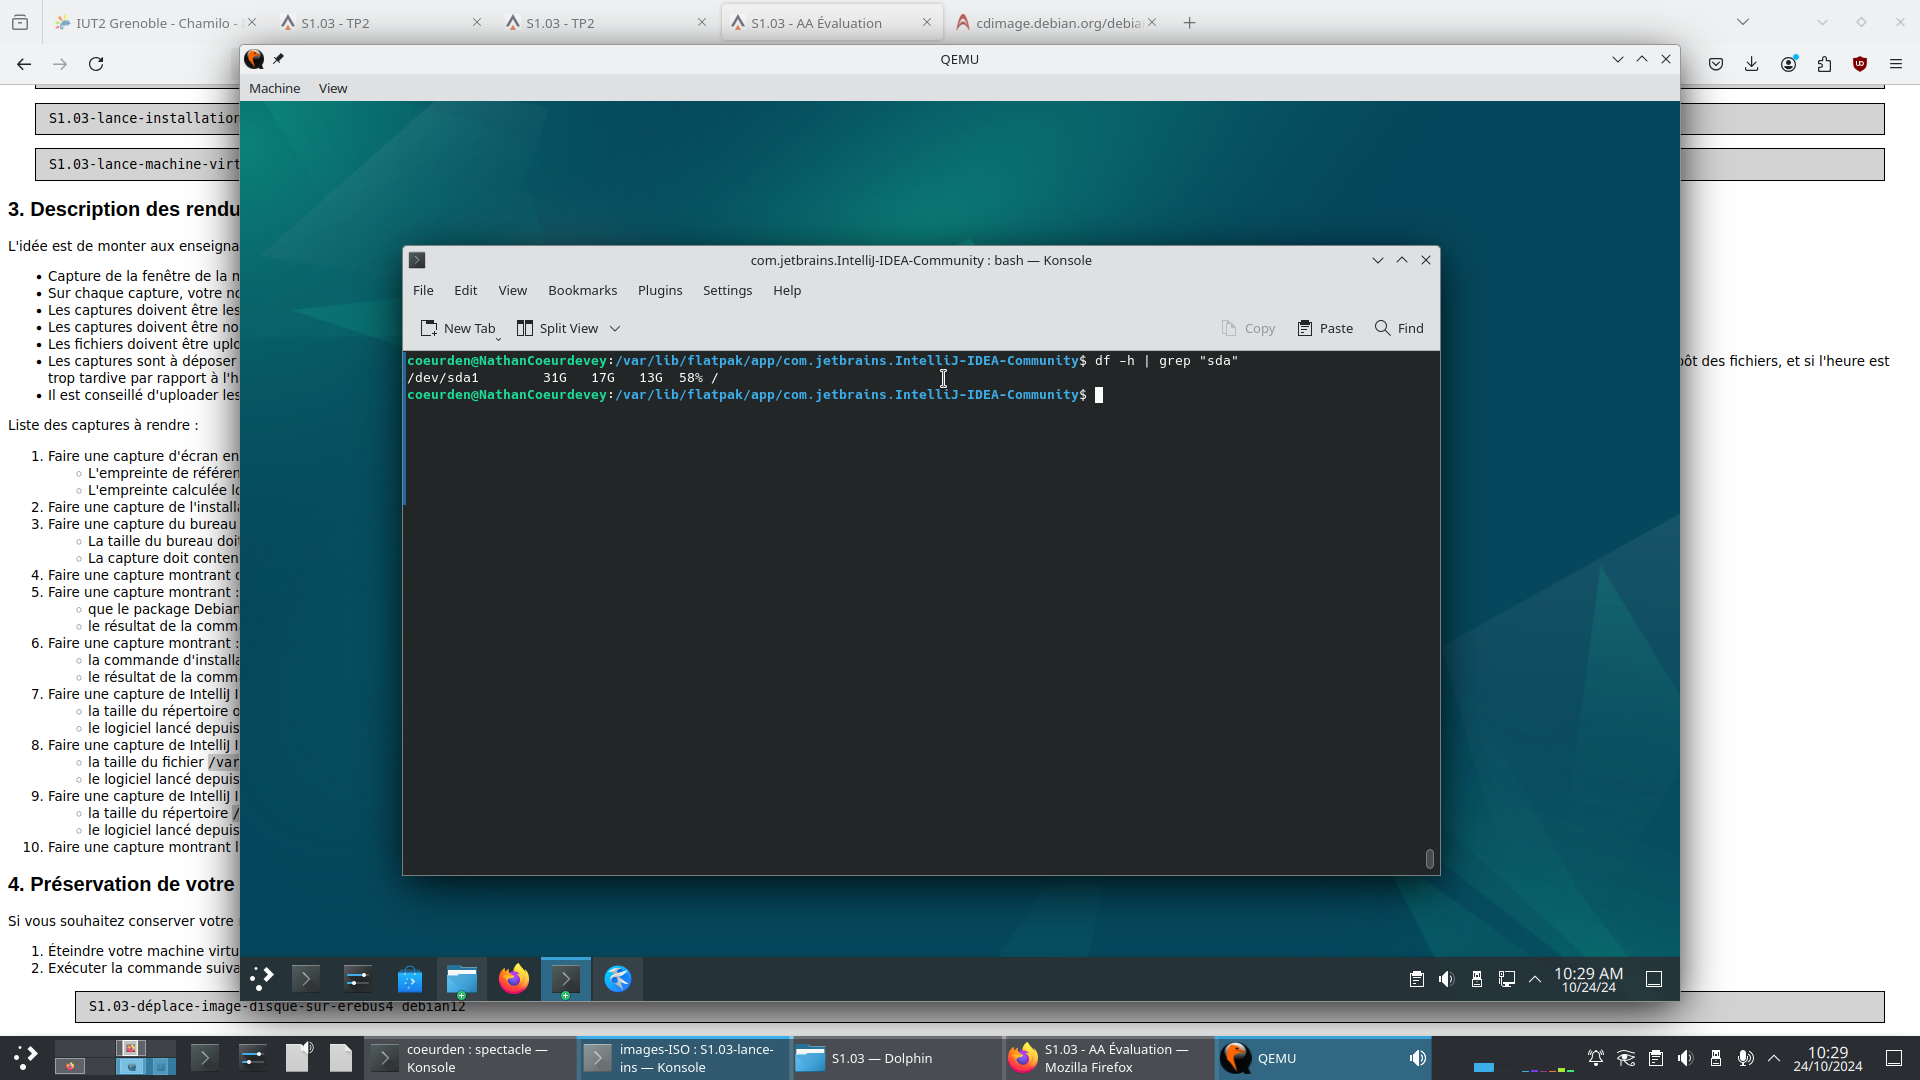 IUT2 Grenoble - Chamilo -
S1.03 - TP2
S1.03 - TP2
S1.03 - AA Évaluation
cdimage.debian.org/debia
QEMU
Machine View
S1.03-lance-installation
S1.03-lance-machine-virt
3. Description des rendu
L'idée est de monter aux enseigna
Capture de la fenêtre de la
Sur chaque capture, votre
Les captures doivent être les
Les captures doivent être
Les fichiers doivent être
Les captures sont à déposer
pôt des fichiers, et si l'heure est
trop tardive par rapport à l'h
Il est conseillé d'uploader les
Liste des captures à rendre :
1. Faire une capture d'écran en
L'empreinte de référen
L'empreinte calculée
2. Faire une capture de l'install
3. Faire une capture du bureau
La taille du bureau doi
La capture doit conten
4. Faire une capture montrant
5. Faire une capture montrant :
que le package Debian
le résultat de la comm
6. Faire une capture montrant :
la commande d'install
le résultat de la comm
7. Faire une capture de IntelliJ I
la taille du répertoire
le logiciel lancé depuis
8. Faire une capture de IntelliJ I
la taille du fichier /var
le logiciel lancé depuis
9. Faire une capture de IntelliJ I
la taille du répertoire /
le logiciel lancé depuis
10. Faire une capture montrant l
4. Préservation de votre
Si vous souhaitez conserver votre
1. Éteindre votre machine virtu
2. Exécuter la commande suiva
S1.03-déplace-image-disque-sur-erebus4 debian12
com.jetbrains.IntelliJ-IDEA-Community : bash — Konsole
File Edit View Bookmarks Plugins Settings Help
New Tab Split View Copy Paste Find
coeurden@NathanCoeurdevey:/var/lib/flatpak/app/com.jetbrains.IntelliJ-IDEA-Community$ df -h | grep "sda"
/dev/sda1 31G 17G 13G 58% /
coeurden@NathanCoeurdevey:/var/lib/flatpak/app/com.jetbrains.IntelliJ-IDEA-Community$
10:29 AM
10/24/24
coeurden : spectacle —
Konsole
images-ISO : S1.03-lance-
ins — Konsole
S1.03 — Dolphin
S1.03 - AA Évaluation —
Mozilla Firefox
QEMU
10:29
24/10/2024